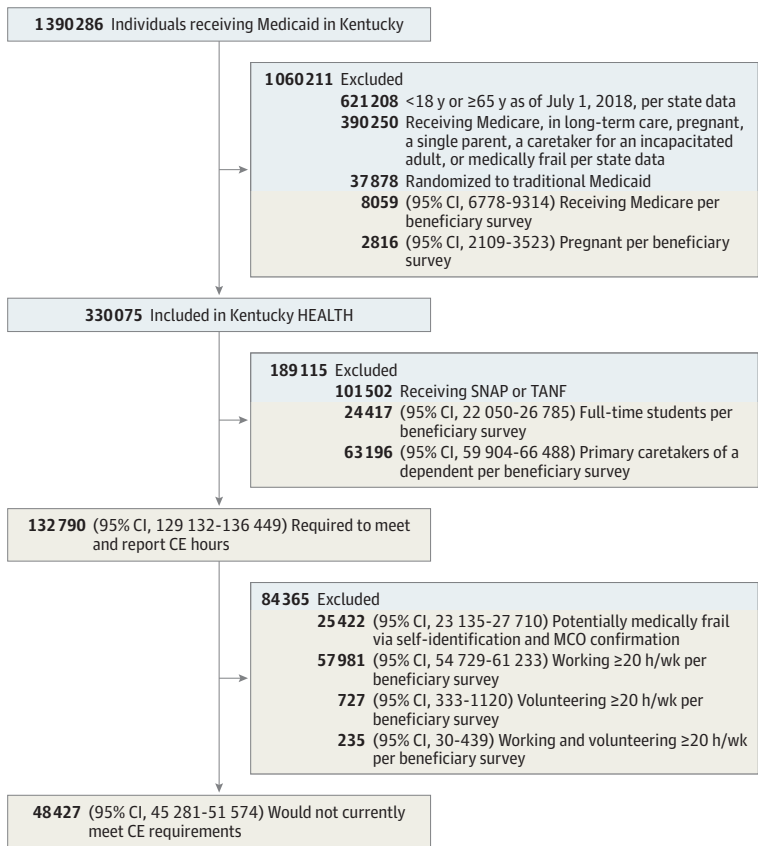 1390286 Individuals receiving Medicaid in Kentucky
1060211 Excluded
621208 <18 y or ≥65 y as of July 1, 2018, per state data
390250 Receiving Medicare, in long-term care, pregnant,
a single parent, a caretaker for an incapacitated
adult, or medically frail per state data
37878 Randomized to traditional Medicaid
8059 (95% CI, 6778-9314) Receiving Medicare per
beneficiary survey
2816 (95% CI, 2109-3523) Pregnant per beneficiary
survey
330075 Included in Kentucky HEALTH
189115 Excluded
101502 Receiving SNAP or TANF
24417 (95% CI, 22 050-26 785) Full-time students per
beneficiary survey
63196 (95% CI, 59 904-66 488) Primary caretakers of a
dependent per beneficiary survey
132790 (95% CI, 129 132-136 449) Required to meet
and report CE hours
84365 Excluded
25422 (95% CI, 23 135-27 710) Potentially medically frail
via self-identification and MCO confirmation
57981 (95% CI, 54 729-61 233) Working ≥20 h/wk per
beneficiary survey
727 (95% CI, 333-1120) Volunteering ≥20 h/wk per
beneficiary survey
235 (95% CI, 30-439) Working and volunteering ≥20 h/wk
per beneficiary survey
48427 (95% CI, 45 281-51 574) Would not currently
meet CE requirements